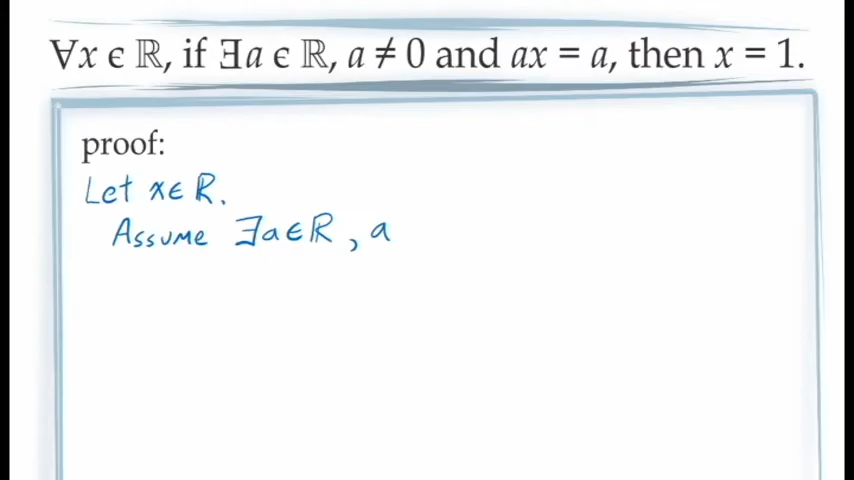 ∀x ϵ ℝ, if ∃a ϵ ℝ, a ≠ 0 and ax = a, then x = 1.
proof:
Let x∈ℝ.
Assume ∃a∈ℝ, a